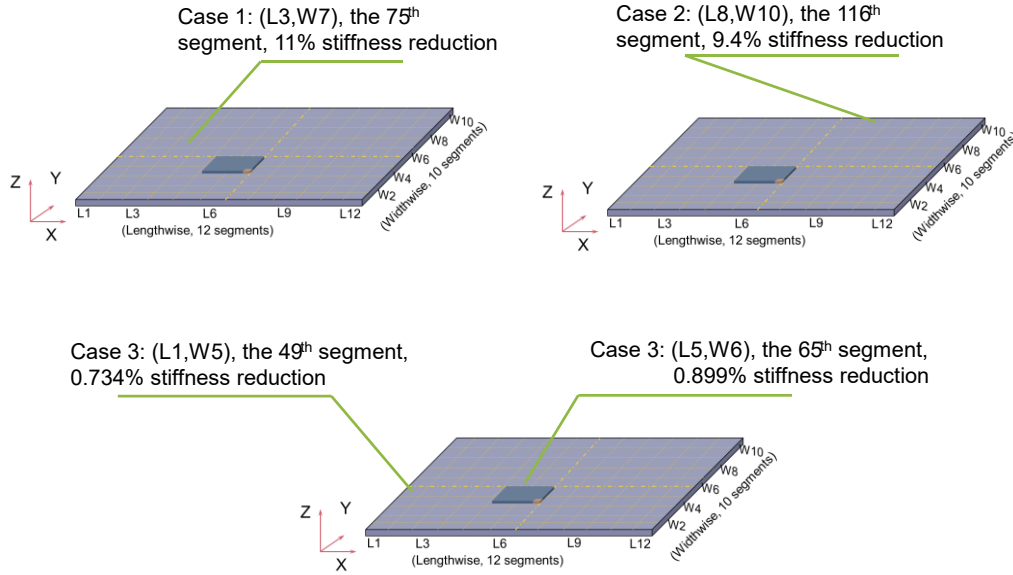 Case 1: (L3,W7), the 75th
segment, 11% stiffness reduction
Case 2: (L8,W10), the 116th
segment, 9.4% stiffness reduction
W10
W8
W6
W4
W2
(Widthwise, 10 segments)
Z
Y
X
L1 L3 L6 L9 L12
(Lengthwise, 12 segments)
W10
W8
W6
W4
W2
(Widthwise, 10 segments)
Z
Y
X
L1 L3 L6 L9 L12
(Lengthwise, 12 segments)
Case 3: (L1,W5), the 49th segment,
0.734% stiffness reduction
Case 3: (L5,W6), the 65th segment,
0.899% stiffness reduction
W10
W8
W6
W4
W2
(Widthwise, 10 segments)
Z
Y
X
L1 L3 L6 L9 L12
(Lengthwise, 12 segments)